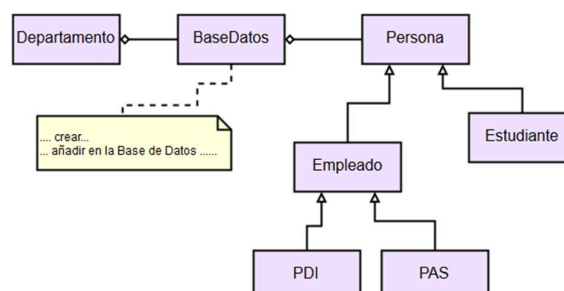 Departamento
BaseDatos
Persona
.... crear...
... añadir en la Base de Datos ......
Estudiante
Empleado
PDI
PAS